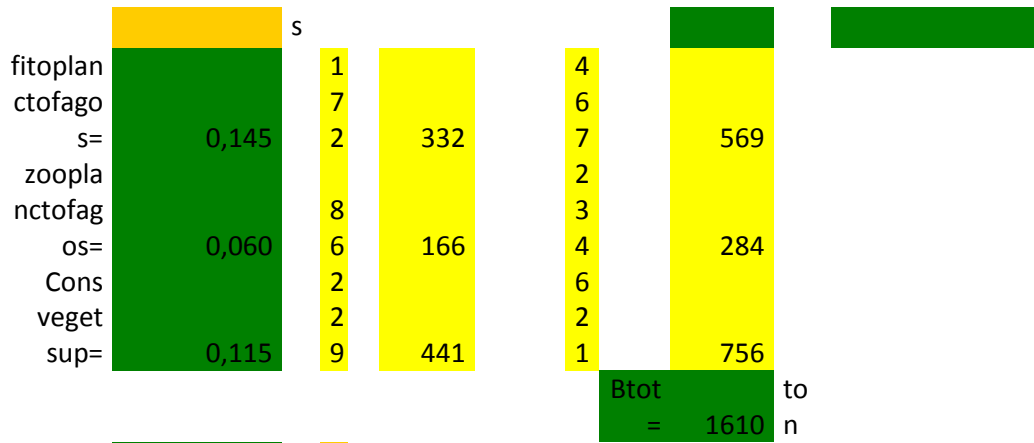 s
fitoplan 1 4
ctofago 7 6
s= 0,145 2 332 7 569
zoopla 2
nctofag 8 3
os= 0,060 6 166 4 284
Cons 2 6
veget 2 2
sup= 0,115 9 441 1 756
Btot to
= 1610 n